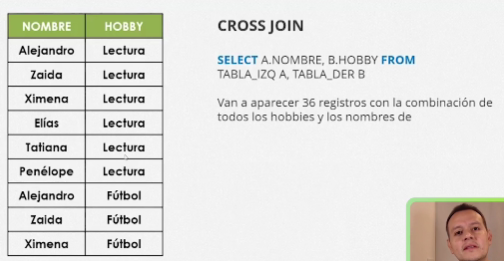 NOMBRE HOBBY
Alejandro Lectura
Zaida Lectura
Ximena Lectura
Elías Lectura
Tatiana Lectura
Penélope Lectura
Alejandro Fútbol
Zaida Fútbol
Ximena Fútbol
CROSS JOIN
SELECT A.NOMBRE, B.HOBBY FROM
TABLA_IZQ A, TABLA_DER B
Van a aparecer 36 registros con la combinación de
todos los hobbies y los nombres de